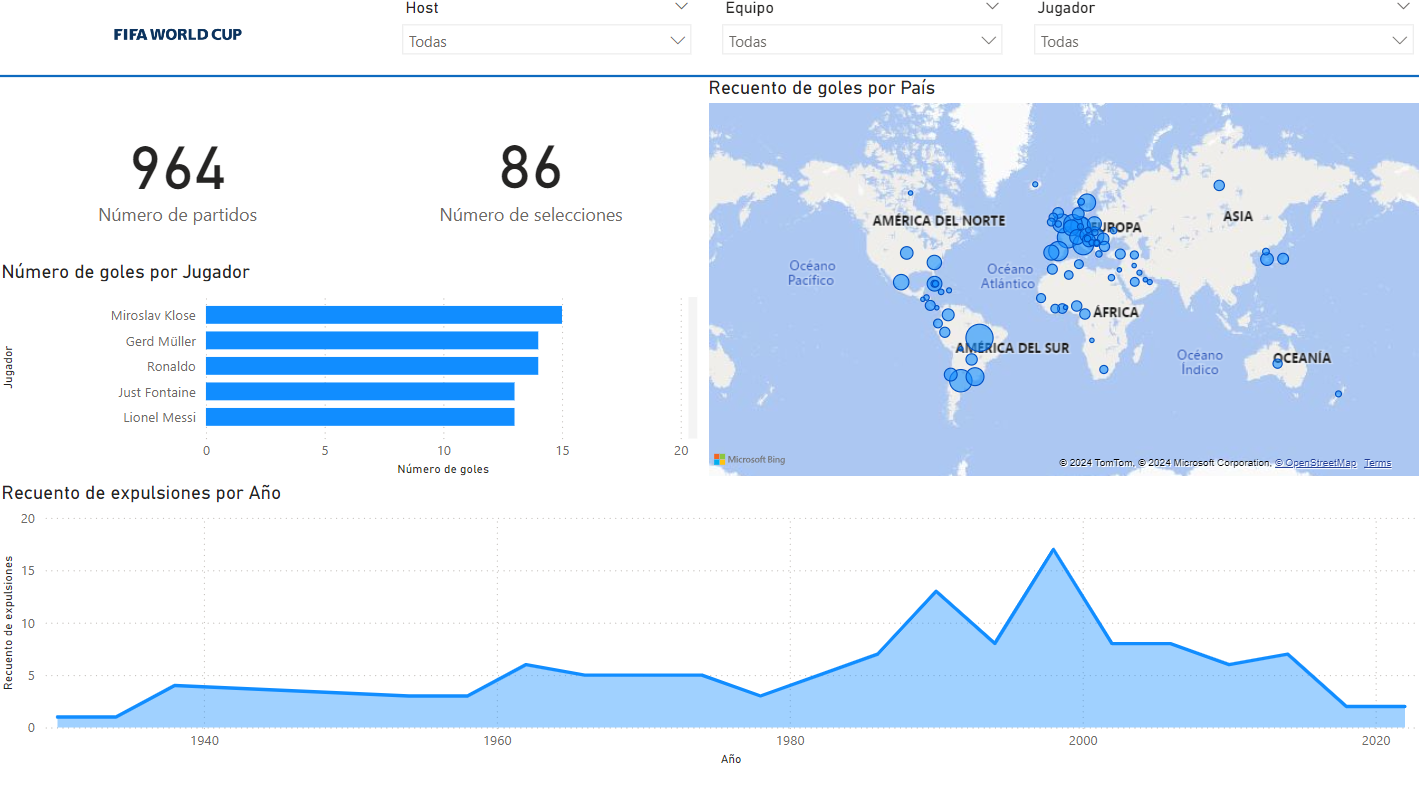 Host
Equipo
Jugador
FIFA WORLD CUP
Todas
Todas
Todas
Recuento de goles por País
964
Número de partidos
86
Número de selecciones
AMÉRICA DEL NORTE
EUROPA
ASIA
Océano
Pacífico
Océano
Atlántico
ÁFRICA
AMÉRICA DEL SUR
Océano
Índico
OCEANÍA
Microsoft Bing
© 2024 TomTom, © 2024 Microsoft Corporation, © OpenStreetMap Terms
Número de goles por Jugador
Jugador
Miroslav Klose
Gerd Müller
Ronaldo
Just Fontaine
Lionel Messi
0 5 10 15 20
Número de goles
Recuento de expulsiones por Año
Recuento de expulsiones
20
15
10
5
0
1940 1960 1980 2000 2020
Año